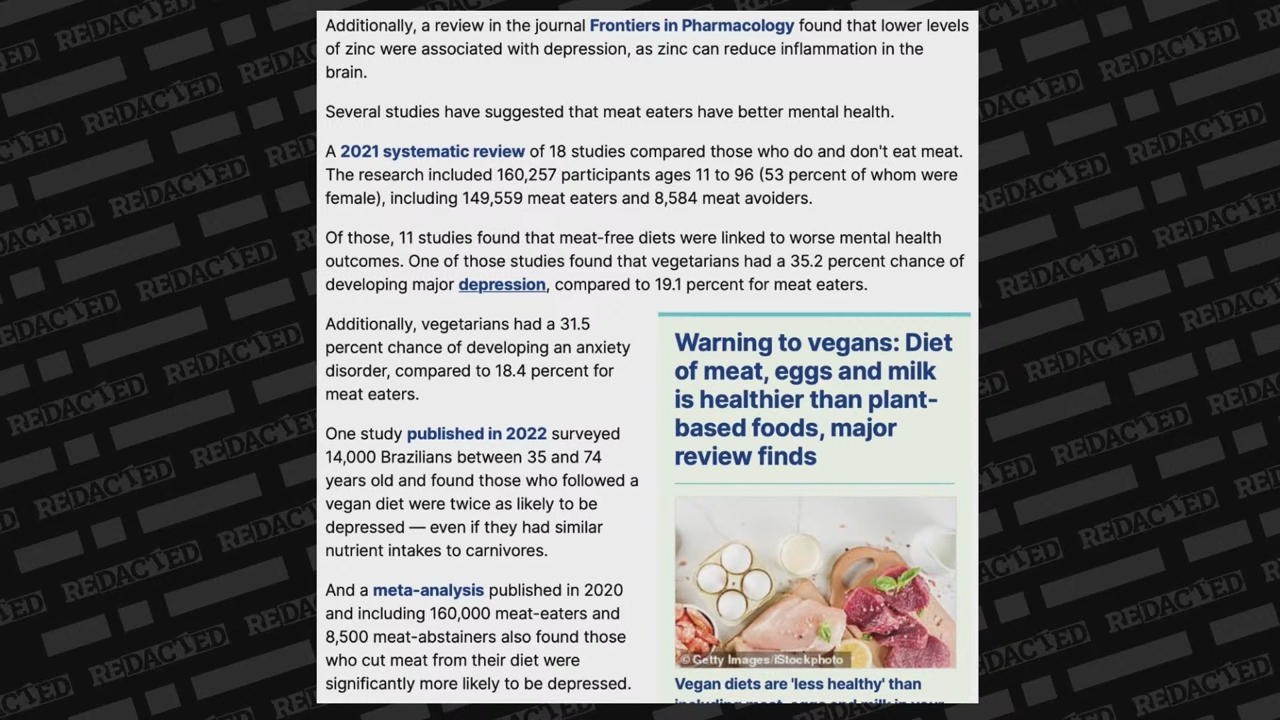 Additionally, a review in the journal Frontiers in Pharmacology found that lower levels
of zinc were associated with depression, as zinc can reduce inflammation in the
brain.
Several studies have suggested that meat eaters have better mental health.
A 2021 systematic review of 18 studies compared those who do and don't eat meat.
The research included 160,257 participants ages 11 to 96 (53 percent of whom were
female), including 149,559 meat eaters and 8,584 meat avoiders.
Of those, 11 studies found that meat-free diets were linked to worse mental health
outcomes. One of those studies found that vegetarians had a 35.2 percent chance of
developing major depression, compared to 19.1 percent for meat eaters.
Additionally, vegetarians had a 31.5
percent chance of developing an anxiety
disorder, compared to 18.4 percent for
meat eaters.
One study published in 2022 surveyed
14,000 Brazilians between 35 and 74
years old and found those who followed a
vegan diet were twice as likely to be
depressed — even if they had similar
nutrient intakes to carnivores.
And a meta-analysis published in 2020
and including 160,000 meat-eaters and
8,500 meat-abstainers also found those
who cut meat from their diet were
significantly more likely to be depressed.
Warning to vegans: Diet
of meat, eggs and milk
is healthier than plant-
based foods, major
review finds
© Getty Images/iStockphoto
Vegan diets are 'less healthy' than
including meat, eggs and milk in your
REDACTED